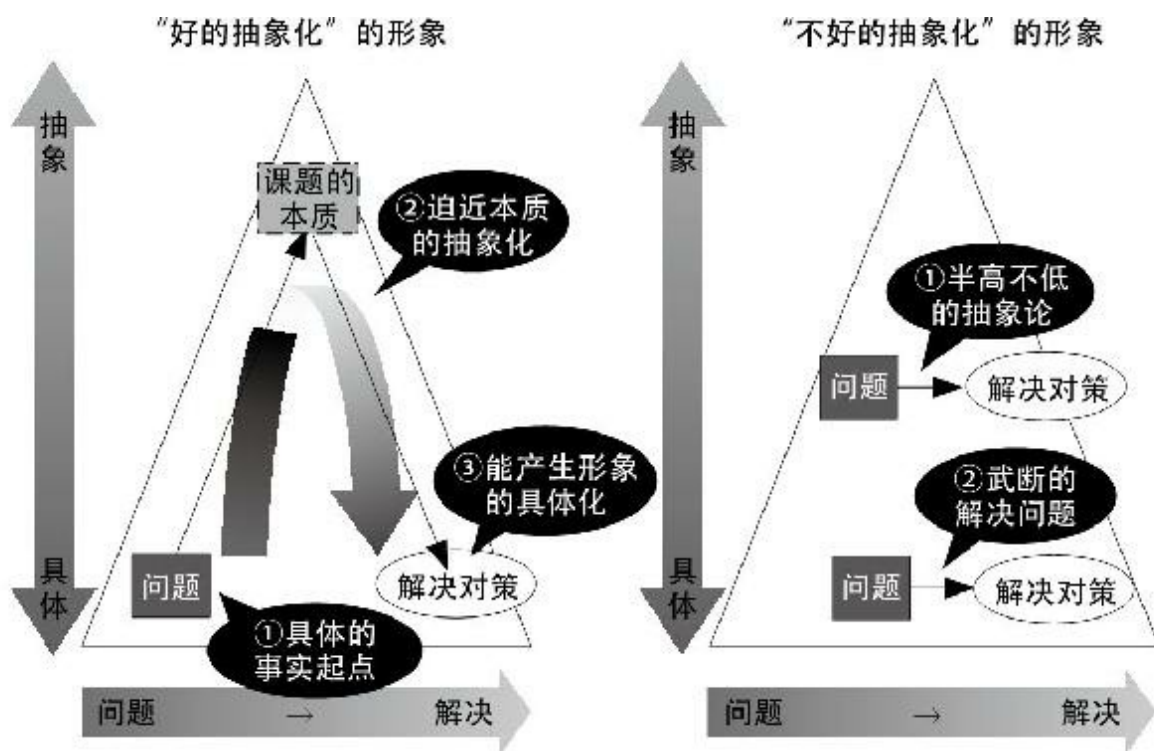 “好的抽象化”的形象
抽
象
具
体
课题的
本质
②迫近本质
的抽象化
③能产生形象
的具体化
问题
解决对策
①具体的
事实起点
问题 → 解决
“不好的抽象化”的形象
抽
象
具
体
①半高不低
的抽象论
问题
解决对策
②武断的
解决问题
问题
解决对策
问题 → 解决